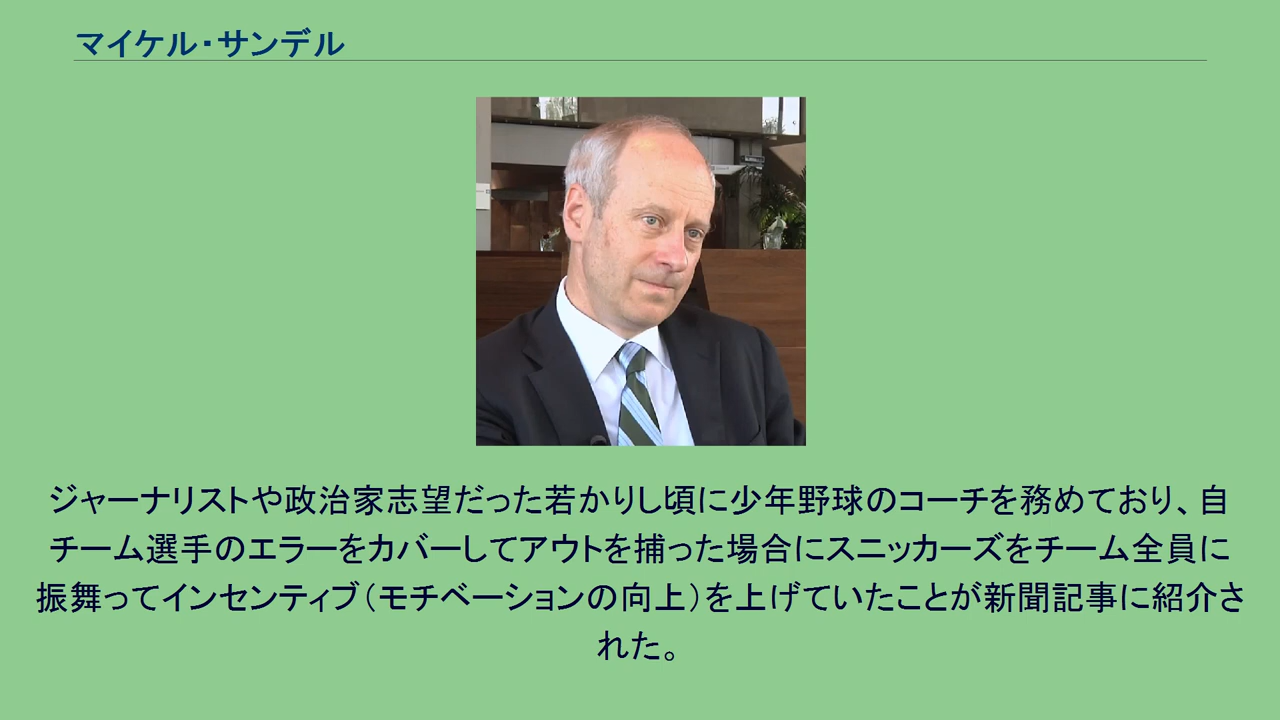 マイケル・サンデル
ジャーナリストや政治家志望だった若かりし頃に少年野球のコーチを務めており、自
チーム選手のエラーをカバーしてアウトを捕った場合にスニッカーズをチーム全員に
振舞ってインセンティブ(モチベーションの向上)を上げていたことが新聞記事に紹介さ
れた。